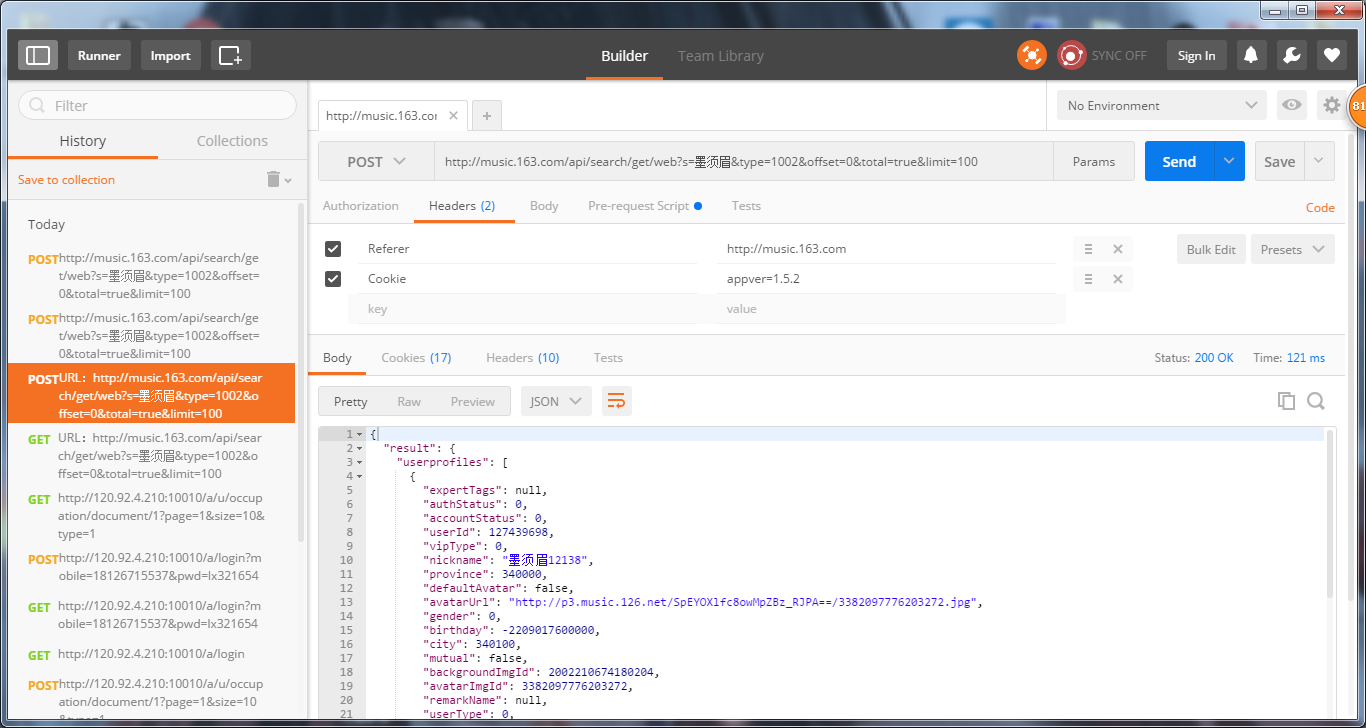 Runner
Import
Builder
Team Library
SYNC OFF
Sign In
Filter
History
Collections
Save to collection
Today
POST http://music.163.com/api/search/ge
t/web?s=墨须眉&type=1002&offset=
0&total=true&limit=100
POST http://music.163.com/api/search/ge
t/web?s=墨须眉&type=1002&offset=
0&total=true&limit=100
POST URL：http://music.163.com/api/sear
ch/get/web?s=墨须眉&type=1002&o
ffset=0&total=true&limit=100
GET URL：http://music.163.com/api/sear
ch/get/web?s=墨须眉&type=1002&o
ffset=0&total=true&limit=100
GET http://120.92.4.210:10010/a/u/occup
ation/document/1?page=1&size=10&
type=1
POST http://120.92.4.210:10010/a/login?m
obile=18126715537&pwd=lx321654
GET http://120.92.4.210:10010/a/login?m
obile=18126715537&pwd=lx321654
GET http://120.92.4.210:10010/a/login
POST http://120.92.4.210:10010/a/u/occup
ation/document/1?page=1&size=10
&type=1
http://music.163.coı
No Environment
81
POST
http://music.163.com/api/search/get/web?s=墨须眉&type=1002&offset=0&total=true&limit=100
Params
Send
Save
Authorization
Headers (2)
Body
Pre-request Script
Tests
Code
Referer
http://music.163.com
Bulk Edit
Presets
Cookie
appver=1.5.2
key
value
Body
Cookies (17)
Headers (10)
Tests
Status: 200 OK
Time: 121 ms
Pretty
Raw
Preview
JSON
1 {
2 "result": {
3 "userprofiles": [
4 {
5 "expertTags": null,
6 "authStatus": 0,
7 "accountStatus": 0,
8 "userId": 127439698,
9 "vipType": 0,
10 "nickname": "墨须眉12138",
11 "province": 340000,
12 "defaultAvatar": false,
13 "avatarUrl": "http://p3.music.126.net/SpEYOXlfc8owMpZBz_RJPA==/3382097776203272.jpg",
14 "gender": 0,
15 "birthday": -2209017600000,
16 "city": 340100,
17 "mutual": false,
18 "backgroundImgId": 2002210674180204,
19 "avatarImgId": 3382097776203272,
20 "remarkName": null,
21 "userType": 0,